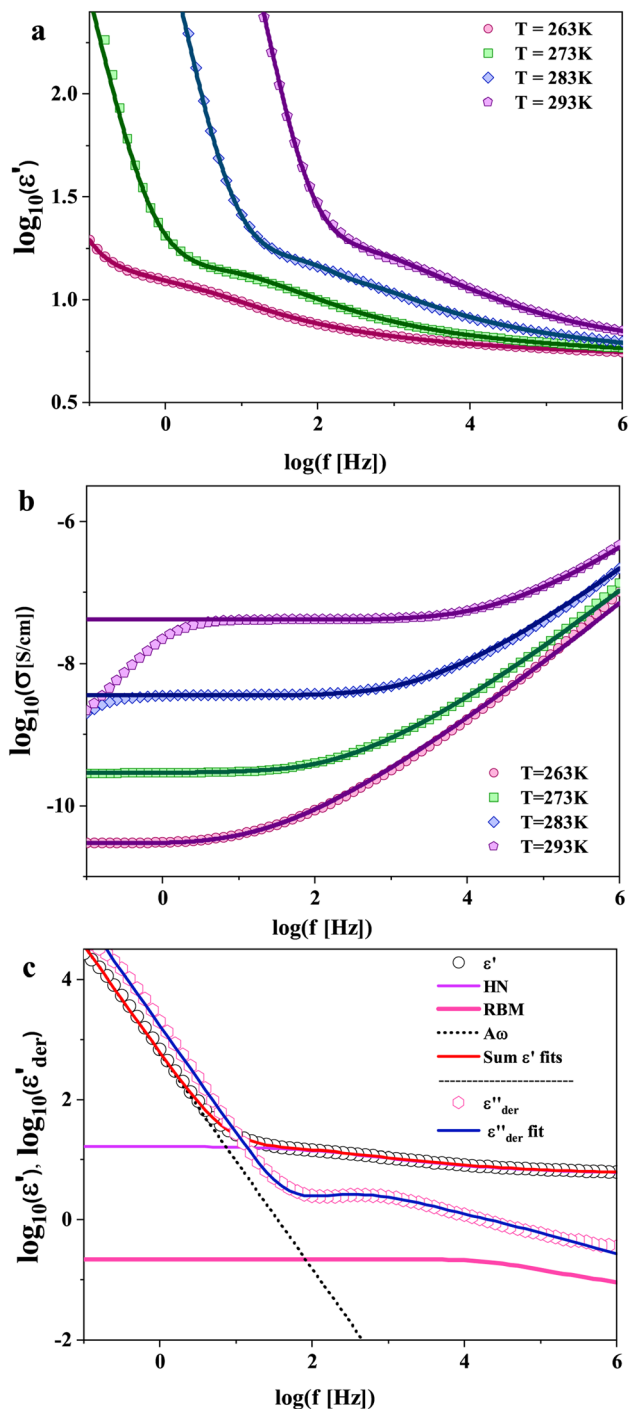 a
T = 263K
T = 273K
T = 283K
T = 293K
log₁₀(ε')
2.0
1.5
1.0
0.5
0 2 4 6
log(f [Hz])
b
log₁₀(σ[S/cm])
-6
-8
-10
T=263K
T=273K
T=283K
T=293K
0 2 4 6
log(f [Hz])
c
log₁₀(ε'), log₁₀(ε'der)
4
2
0
-2
ε'
HN
RBM
Aω
Sum ε' fits
ε''der
ε''der fit
0 2 4 6
log(f [Hz])